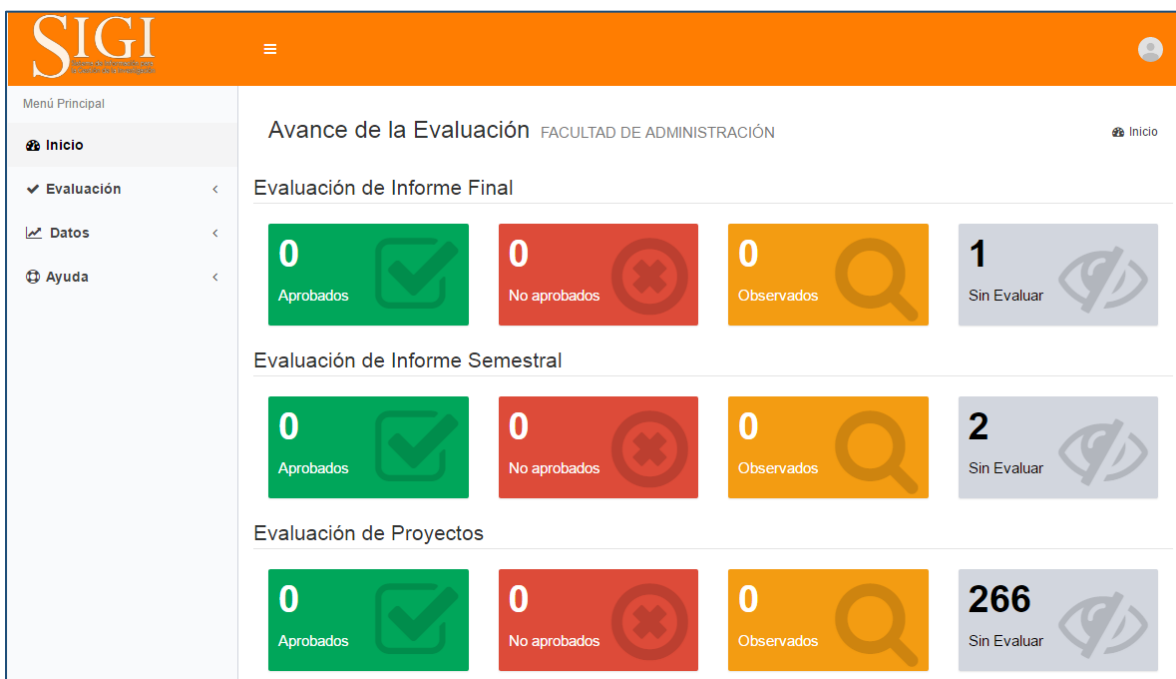 SIGI
Menú Principal
Inicio
Evaluación
Datos
Ayuda
Avance de la Evaluación FACULTAD DE ADMINISTRACIÓN
Inicio
Evaluación de Informe Final
0 0 0 1
Aprobados No aprobados Observados Sin Evaluar
Evaluación de Informe Semestral
0 0 0 2
Aprobados No aprobados Observados Sin Evaluar
Evaluación de Proyectos
0 0 0 266
Aprobados No aprobados Observados Sin Evaluar